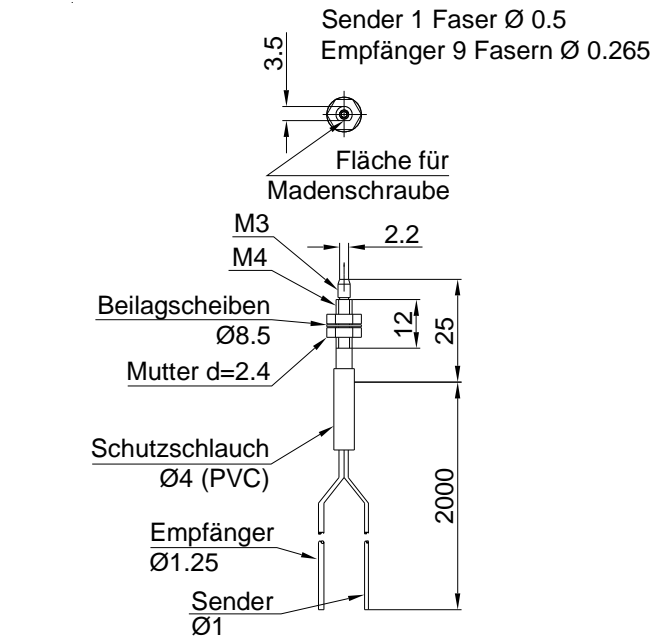 Sender 1 Faser Ø 0.5
Empfänger 9 Fasern Ø 0.265
3.5
Fläche für
Madenschraube
M3
2.2
M4
Beilagscheiben
Ø8.5
12
25
Mutter d=2.4
Schutzschlauch
Ø4 (PVC)
2000
Empfänger
Ø1.25
Sender
Ø1